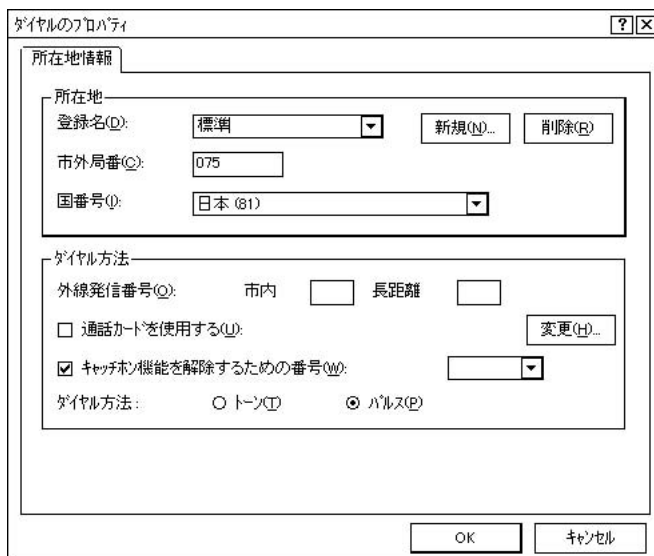 ﾀﾞｲﾔﾙのﾌﾟﾛﾊﾟﾃｨ
所在地情報
所在地
登録名(D): 標準 新規(N)... 削除(R)
市外局番(C): 075
国番号(I): 日本 (81)
ﾀﾞｲﾔﾙ方法
外線発信番号(O): 市内 長距離
通話ｶｰﾄﾞを使用する(U): 変更(H)...
ｷｬｯﾁﾎﾝ機能を解除するための番号(W):
ﾀﾞｲﾔﾙ方法: ﾄｰﾝ(T) ﾊﾟﾙｽ(P)
OK ｷｬﾝｾﾙ